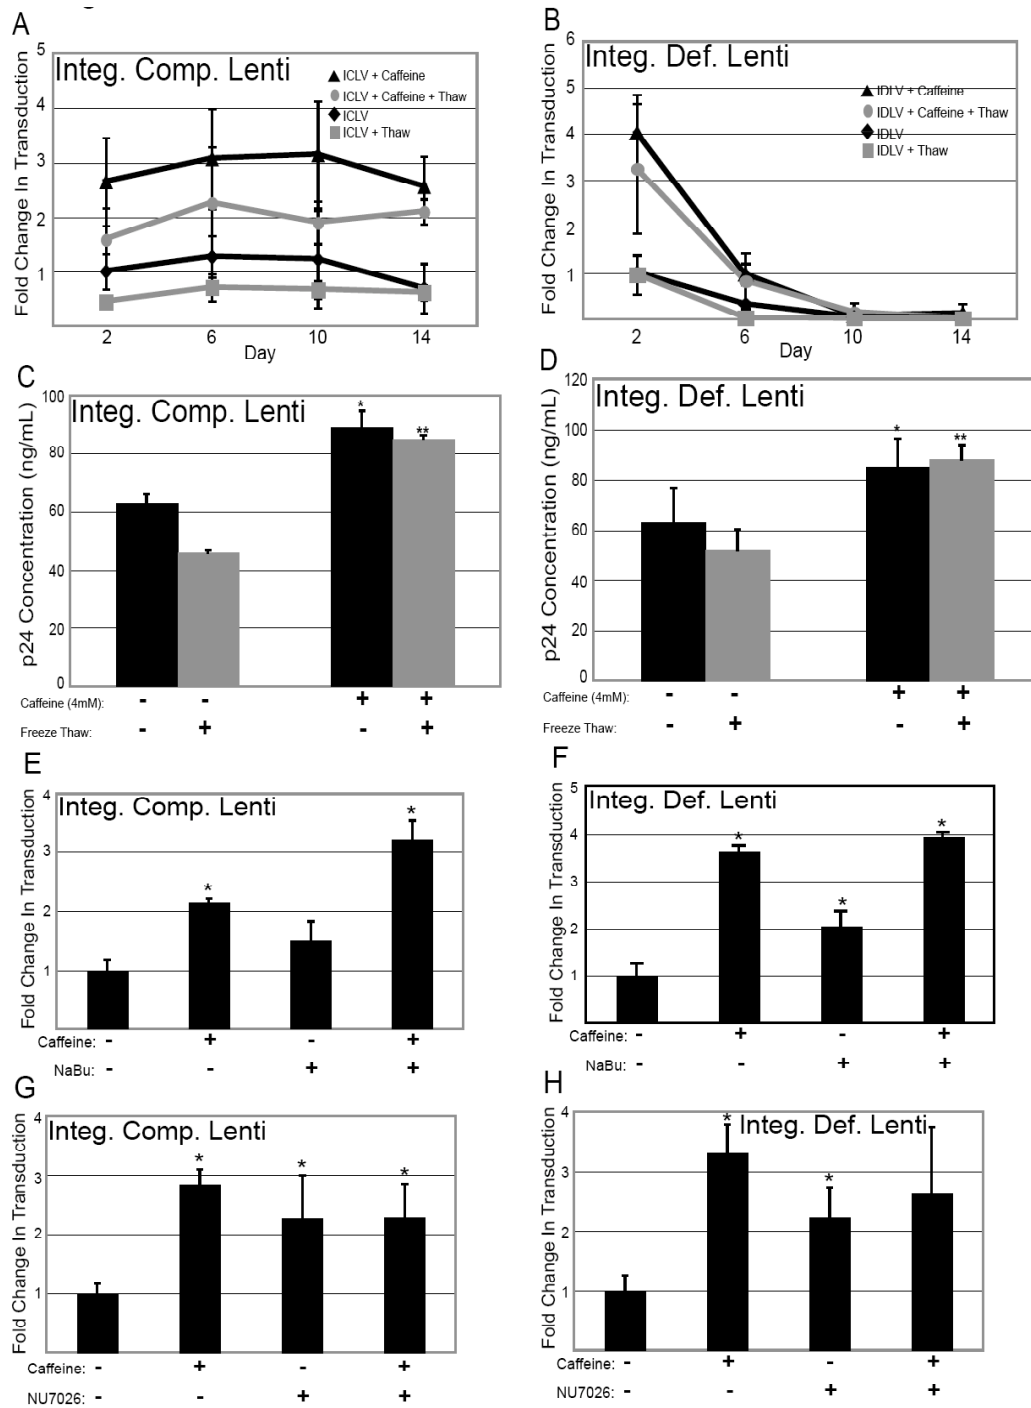 A
Integ. Comp. Lenti
ICLV + Caffeine
ICLV + Caffeine + Thaw
ICLV
ICLV + Thaw
Fold Change In Transduction
5
4
3
2
1
2 6 10 14
Day
B
Integ. Def. Lenti
IDLV + Caffeine
IDLV + Caffeine + Thaw
IDLV
IDLV + Thaw
Fold Change In Transduction
6
5
4
3
2
1
2 6 10 14
Day
C
Integ. Comp. Lenti
p24 Concentration (ng/mL)
100
80
60
40
20
0
* **
Caffeine (4mM): - - + +
Freeze Thaw: - + - +
D
Integ. Def. Lenti
p24 Concentration (ng/mL)
120
100
80
60
40
20
0
* **
Caffeine (4mM): - - + +
Freeze Thaw: - + - +
E
Integ. Comp. Lenti
Fold Change In Transduction
4
3
2
1
* *
Caffeine: - + - +
NaBu: - - + +
F
Integ. Def. Lenti
Fold Change In Transduction
5
4
3
2
1
* * *
Caffeine: - + - +
NaBu: - - + +
G
Integ. Comp. Lenti
Fold Change In Transduction
4
3
2
1
* * *
Caffeine: - + - +
NU7026: - - + +
H
Integ. Def. Lenti
Fold Change In Transduction
4
3
2
1
* *
Caffeine: - + - +
NU7026: - - + +